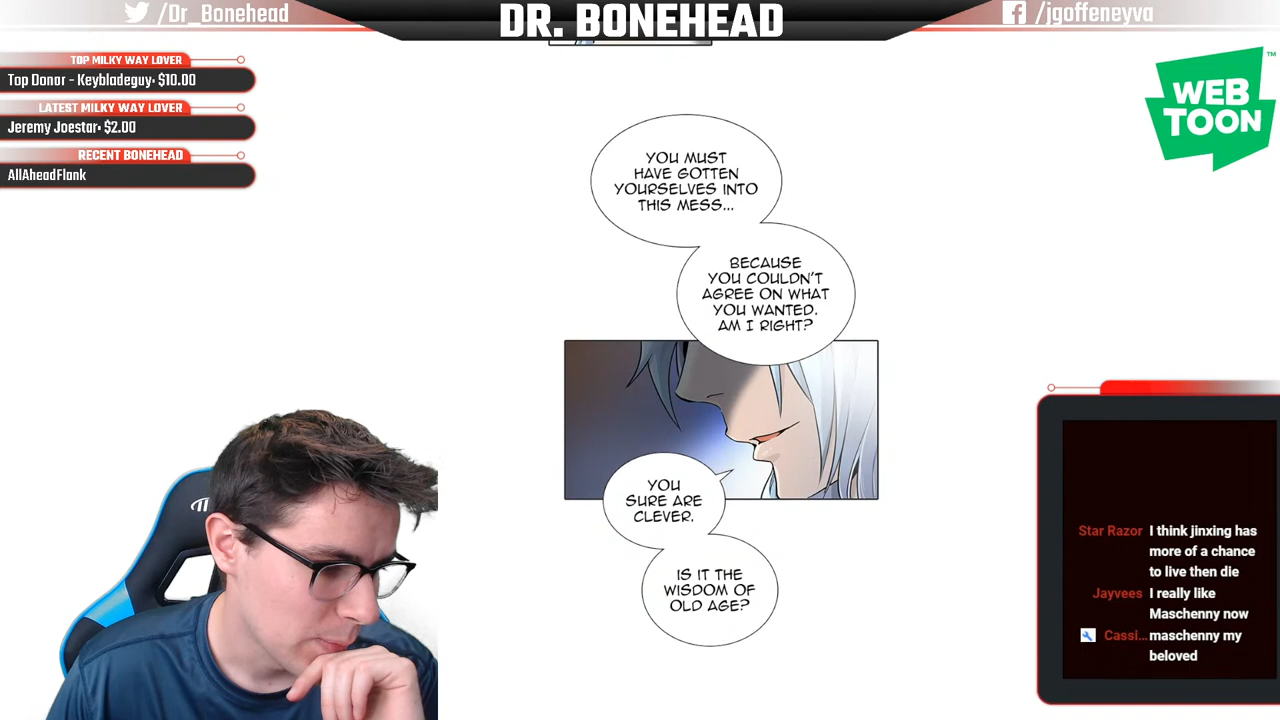 /Dr_Bonehead
DR. BONEHEAD
/jgoffeneyva
TOP MILKY WAY LOVER
Top Donor - Keybladeguy: $10.00
LATEST MILKY WAY LOVER
Jeremy Joestar: $2.00
RECENT BONEHEAD
AllAheadFlank
WEB
TOON
TM
YOU MUST
HAVE GOTTEN
YOURSELVES INTO
THIS MESS...
BECAUSE
YOU COULDN'T
AGREE ON WHAT
YOU WANTED.
AM I RIGHT?
YOU
SURE ARE
CLEVER.
IS IT THE
WISDOM OF
OLD AGE?
Star Razor I think jinxing has
more of a chance
to live then die
Jayvees I really like
Maschenny now
Cassi... maschenny my
beloved